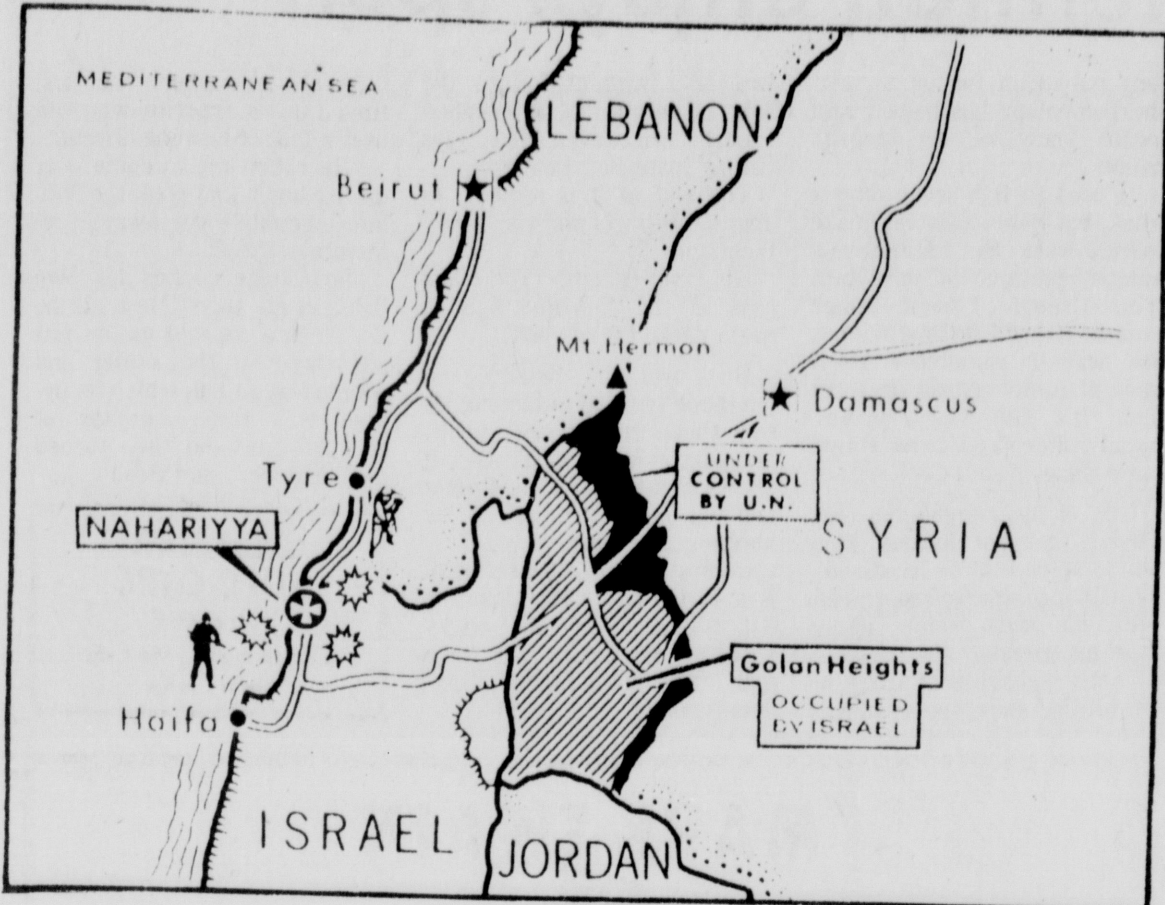 MEDITERRANEAN SEA
LEBANON
Beirut
Mt. Hermon
Damascus
Tyre
UNDER
CONTROL
BY U.N.
NAHARIYYA
SYRIA
Golan Heights
OCCUPIED
BY ISRAEL
Haifa
ISRAEL
JORDAN